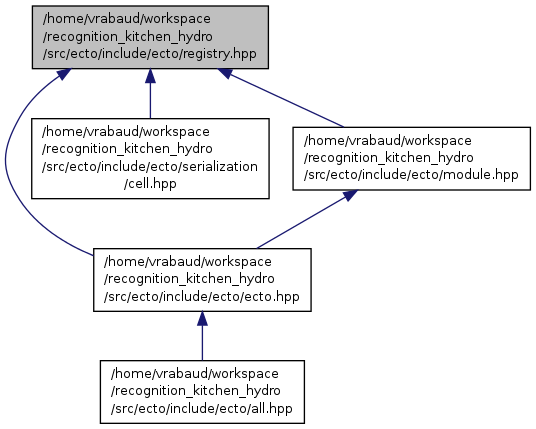 /home/vrabaud/workspace
/recognition_kitchen_hydro
/src/ecto/include/ecto/registry.hpp
/home/vrabaud/workspace
/recognition_kitchen_hydro
/src/ecto/include/ecto/serialization
/cell.hpp
/home/vrabaud/workspace
/recognition_kitchen_hydro
/src/ecto/include/ecto/module.hpp
/home/vrabaud/workspace
/recognition_kitchen_hydro
/src/ecto/include/ecto/ecto.hpp
/home/vrabaud/workspace
/recognition_kitchen_hydro
/src/ecto/include/ecto/all.hpp